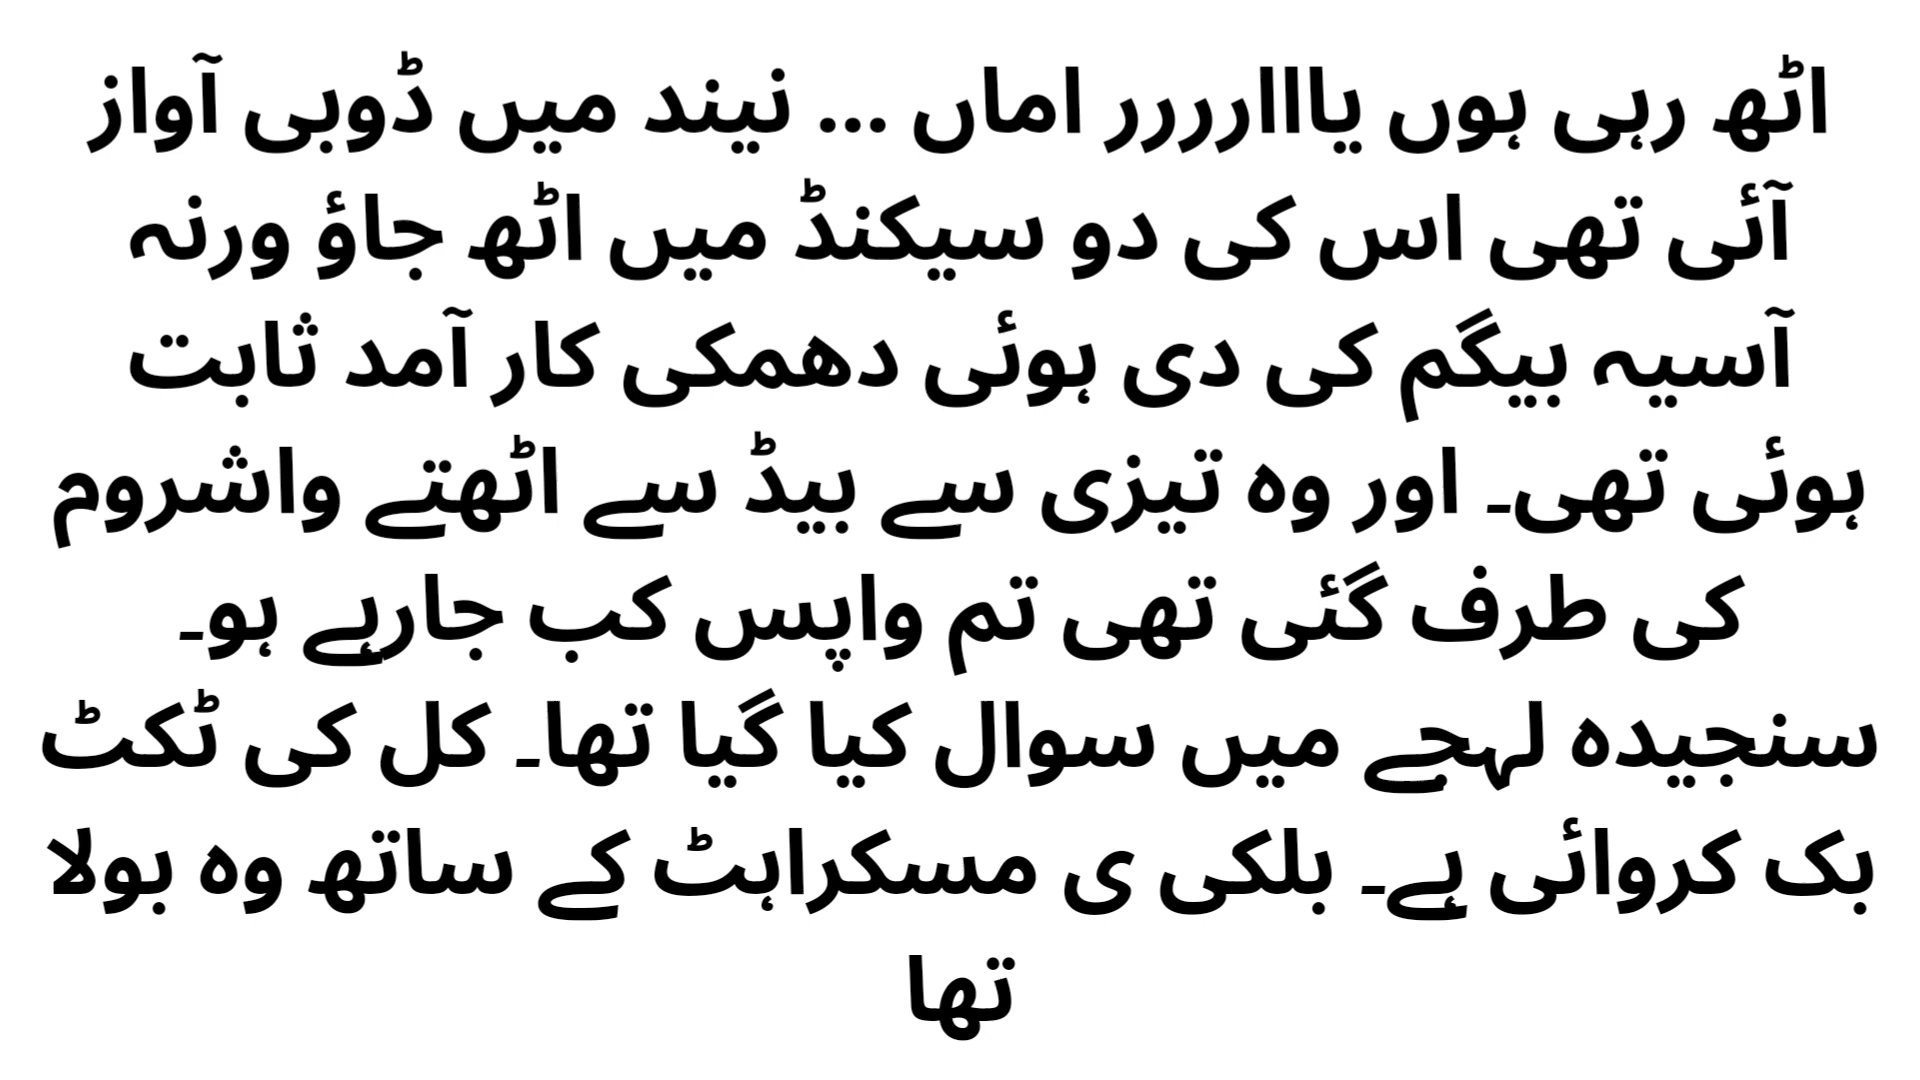 اٹھ رہی ہوں یاااارررر اماں ... نیند میں ڈوبی آواز
آئی تھی اس کی دو سیکنڈ میں اٹھ جاؤ ورنہ
آسیہ بیگم کی دی ہوئی دھمکی کار آمد ثابت
ہوئی تھی۔ اور وہ تیزی سے بیڈ سے اٹھتے واشروم
کی طرف گئی تھی تم واپس کب جارہے ہو۔
سنجیدہ لہجے میں سوال کیا گیا تھا۔ کل کی ٹکٹ
بک کروائی ہے۔ بلکی ی مسکراہٹ کے ساتھ وہ بولا
تھا